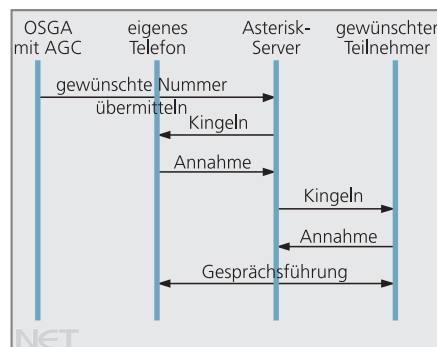 OSGA eigenes Asterisk- gewünschter
mit AGC Telefon Server Teilnehmer
gewünschte Nummer
übermitteln
Kingeln
Annahme
Kingeln
Annahme
Gesprächsführung
NET